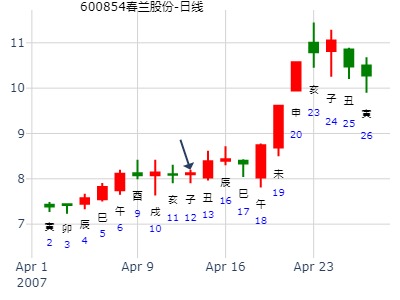 600854春兰股份-日线
11
10
9
8
7
寅 2
卯 3
辰 4
巳 5
午 6
酉 9
戌 10
亥 11
子 12
丑 13
辰 16
巳 17
午 18
未 19
申 20
亥 23
子 24
丑 25
寅 26
Apr 1
2007
Apr 9
Apr 16
Apr 23